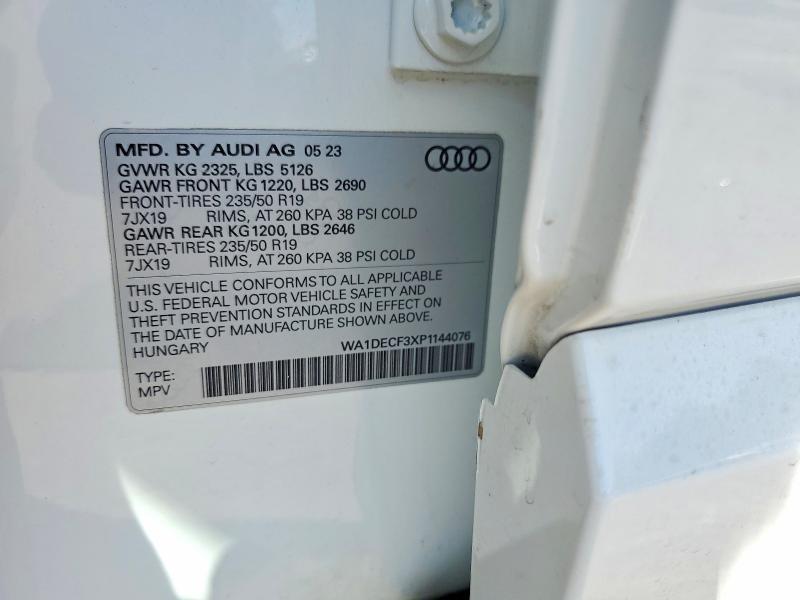 MFD. BY AUDI AG 05 23
GVWR KG 2325, LBS 5126
GAWR FRONT KG 1220, LBS 2690
FRONT-TIRES 235/50 R19
7JX19 RIMS, AT 260 KPA 38 PSI COLD
GAWR REAR KG 1200, LBS 2646
REAR-TIRES 235/50 R19
7JX19 RIMS, AT 260 KPA 38 PSI COLD
THIS VEHICLE CONFORMS TO ALL APPLICABLE
U.S. FEDERAL MOTOR VEHICLE SAFETY AND
THEFT PREVENTION STANDARDS IN EFFECT ON
THE DATE OF MANUFACTURE SHOWN ABOVE.
HUNGARY WA1DECF3XP1144076
TYPE:
MPV